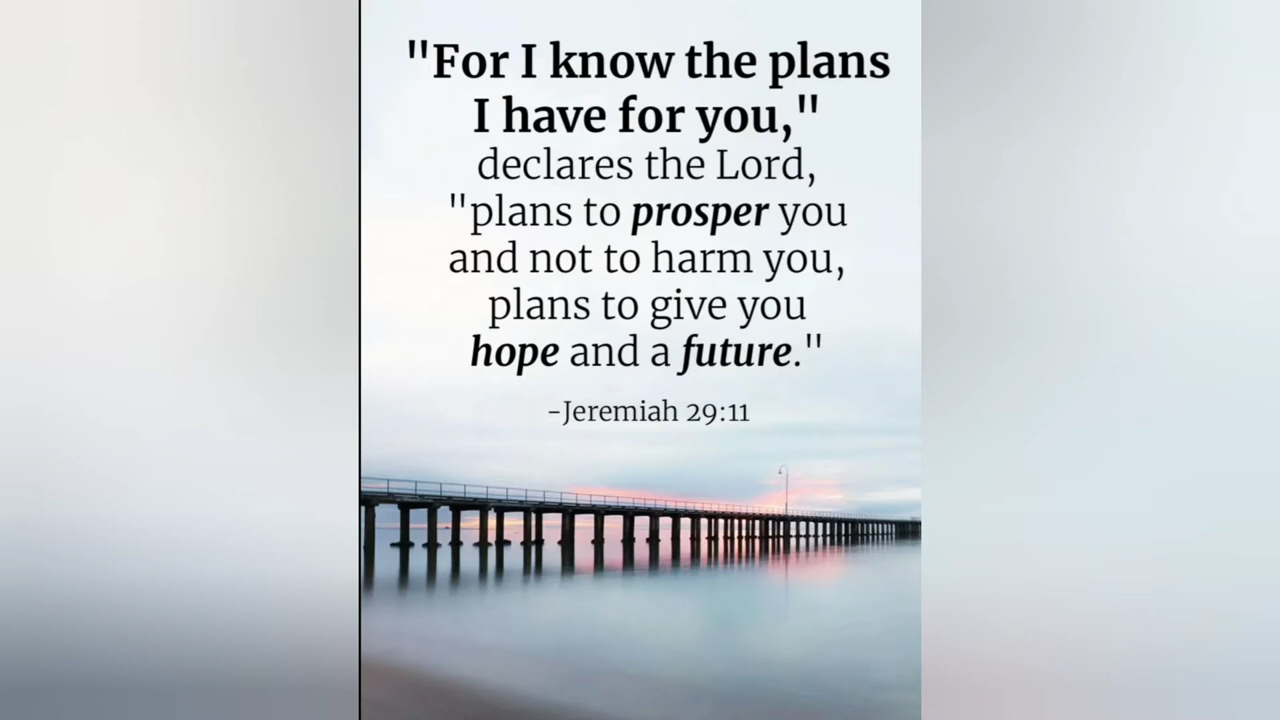 "For I know the plans
I have for you,"
declares the Lord,
"plans to prosper you
and not to harm you,
plans to give you
hope and a future."
-Jeremiah 29:11